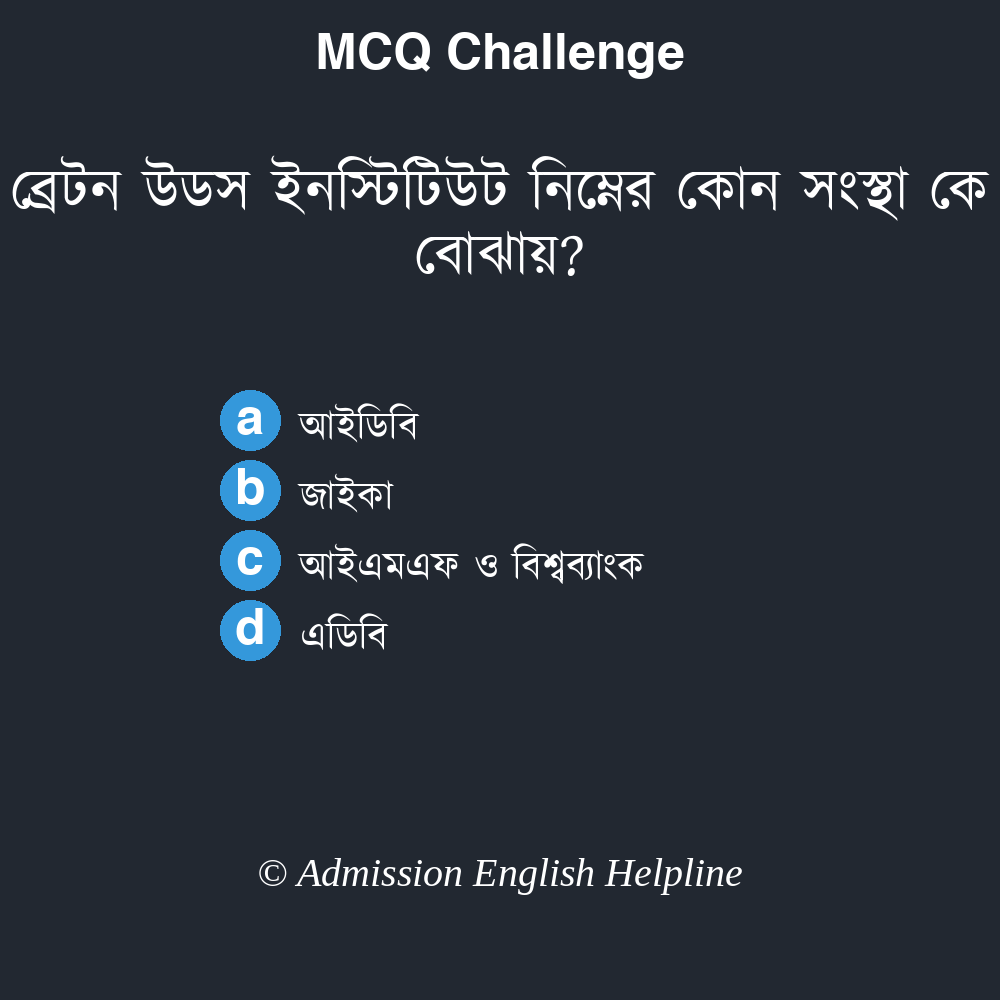 MCQ Challenge
ব্রেটন উডস ইনস্টিটিউট নিম্নের কোন সংস্থা কে
বোঝায়?
a আইডিবি
b জাইকা
c আইএমএফ ও বিশ্বব্যাংক
d এডিবি
© Admission English Helpline